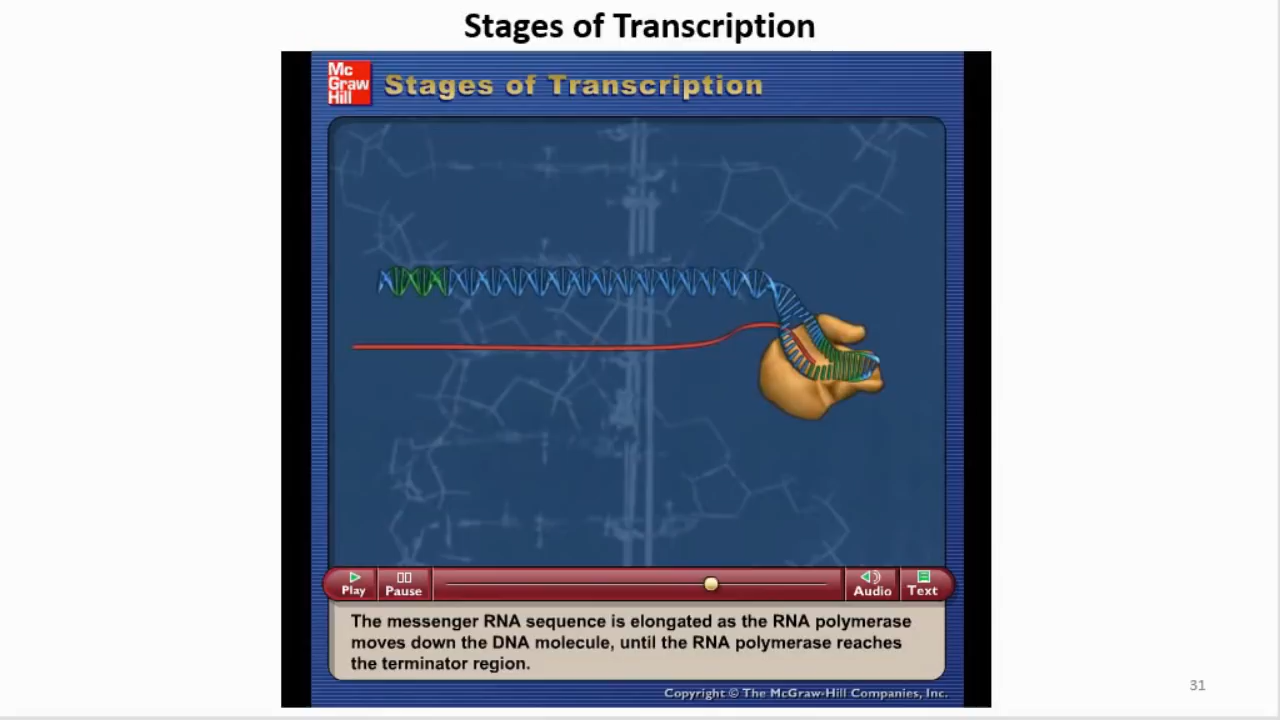 Stages of Transcription
Mc
Graw
Hill
Stages of Transcription
Play
Pause
Audio
Text
The messenger RNA sequence is elongated as the RNA polymerase
moves down the DNA molecule, until the RNA polymerase reaches
the terminator region.
Copyright © The McGraw-Hill Companies, Inc.
31